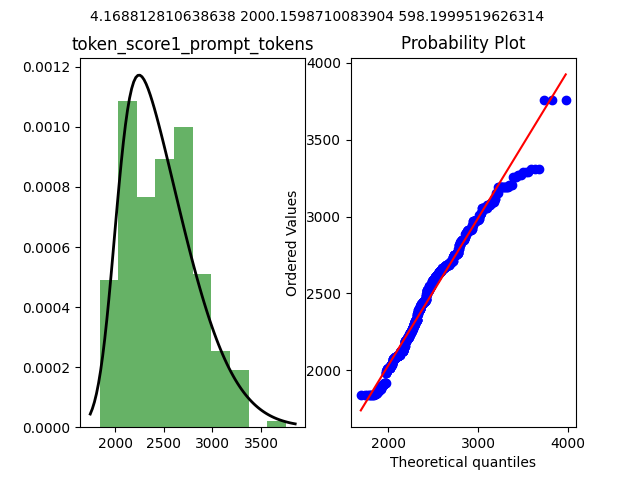 4.168812810638638 2000.1598710083904 598.1999519626314
token_score1_prompt_tokens
0.0012
0.0010
0.0008
0.0006
0.0004
0.0002
0.0000
2000 2500 3000 3500
Probability Plot
Ordered Values
4000
3500
3000
2500
2000
2000 3000 4000
Theoretical quantiles